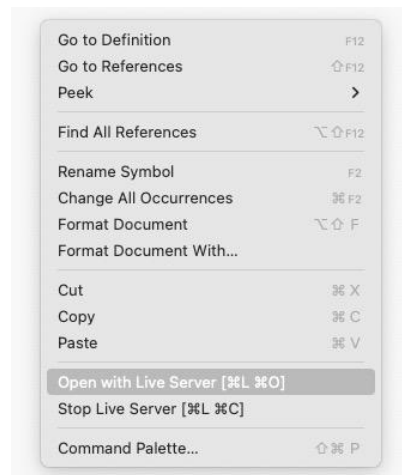 Go to Definition F12
Go to References ⇧F12
Peek >
Find All References ⌥⇧F12
Rename Symbol F2
Change All Occurrences ⌘F2
Format Document ⌥⇧ F
Format Document With...
Cut ⌘ X
Copy ⌘ C
Paste ⌘ V
Open with Live Server [⌘L ⌘O]
Stop Live Server [⌘L ⌘C]
Command Palette... ⇧⌘ P